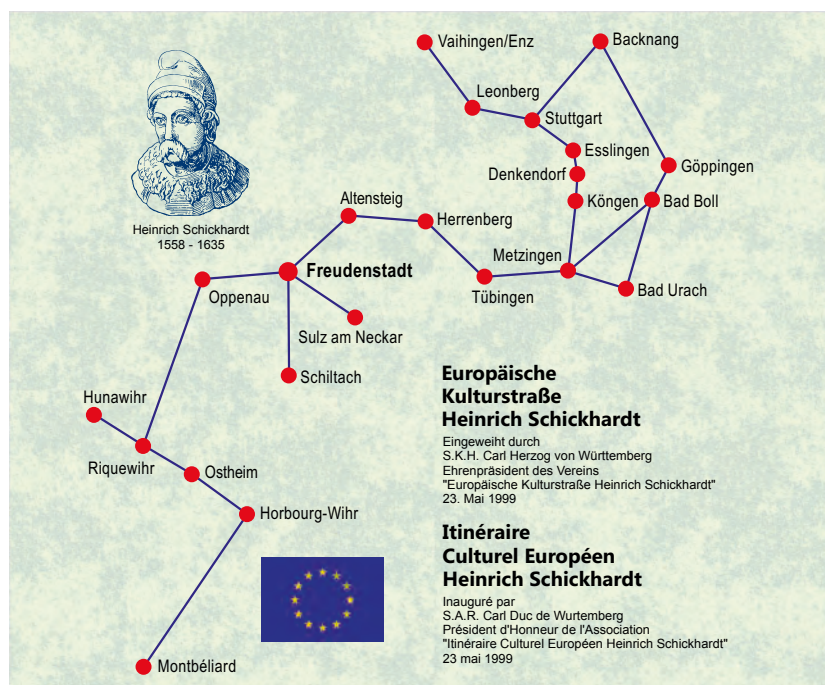 Vaihingen/Enz
Backnang
Leonberg
Stuttgart
Esslingen
Göppingen
Denkendorf
Köngen
Bad Boll
Altensteig
Herrenberg
Heinrich Schickhardt
1558 - 1635
Metzingen
Freudenstadt
Tübingen
Bad Urach
Oppenau
Sulz am Neckar
Schiltach
Hunawihr
Riquewihr
Ostheim
Horbourg-Wihr
Montbéliard
Europäische
Kulturstraße
Heinrich Schickhardt
Eingeweiht durch
S.K.H. Carl Herzog von Württemberg
Ehrenpräsident des Vereins
"Europäische Kulturstraße Heinrich Schickhardt"
23. Mai 1999
Itinéraire
Culturel Européen
Heinrich Schickhardt
Inauguré par
S.A.R. Carl Duc de Wurtemberg
Président d'Honneur de l'Association
"Itinéraire Culturel Européen Heinrich Schickhardt"
23 mai 1999